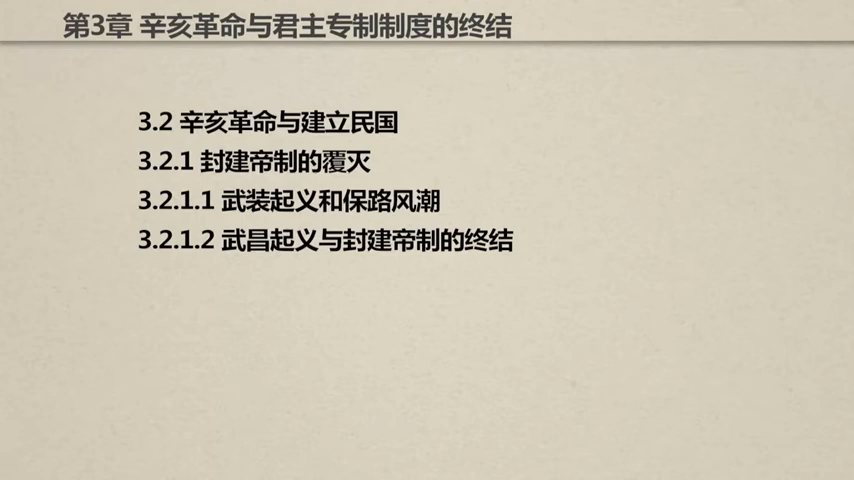 第3章 辛亥革命与君主专制制度的终结
3.2 辛亥革命与建立民国
3.2.1 封建帝制的覆灭
3.2.1.1 武装起义和保路风潮
3.2.1.2 武昌起义与封建帝制的终结